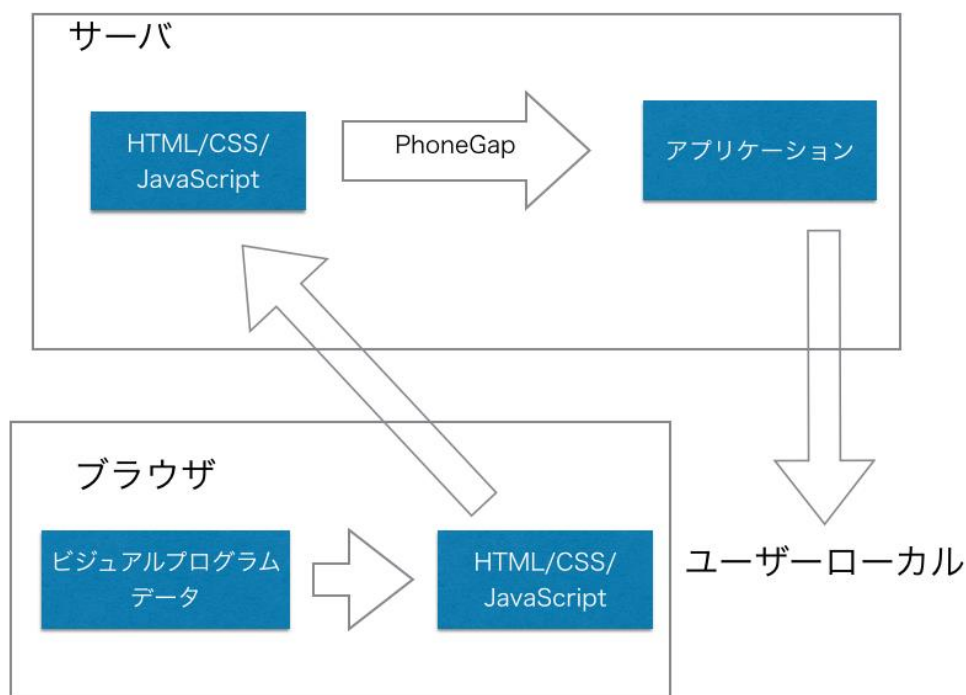 サーバ
HTML/CSS/
JavaScript
PhoneGap
アプリケーション
ブラウザ
ビジュアルプログラム
データ
HTML/CSS/
JavaScript
ユーザーローカル